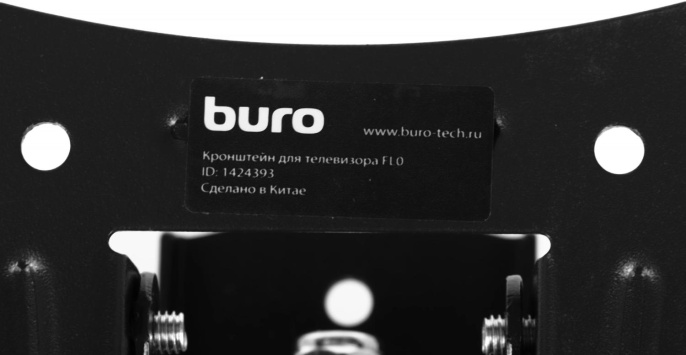 buro
www.buro-tech.ru
Кронштейн для телевизора FL0
ID: 1424393
Сделано в Китае